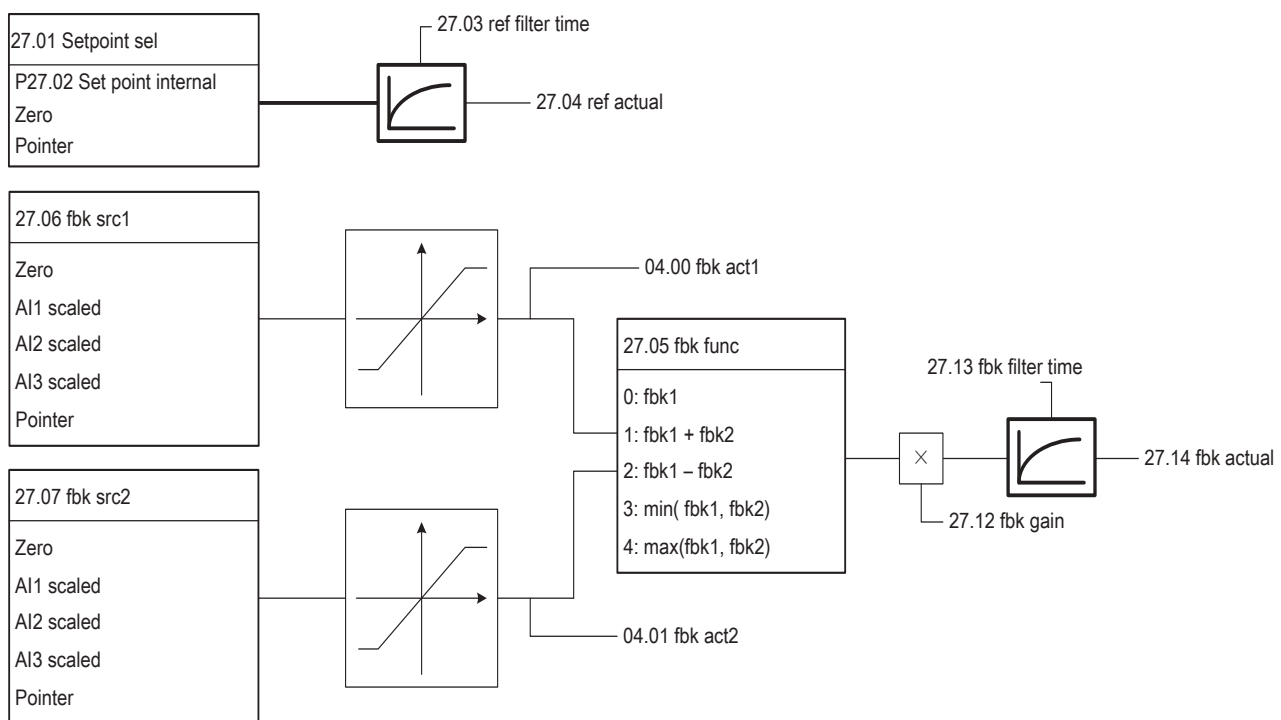 27.01 Setpoint sel
P27.02 Set point internal
Zero
Pointer
27.03 ref filter time
27.04 ref actual
27.06 fbk src1
Zero
AI1 scaled
AI2 scaled
AI3 scaled
Pointer
04.00 fbk act1
27.07 fbk src2
Zero
AI1 scaled
AI2 scaled
AI3 scaled
Pointer
04.01 fbk act2
27.05 fbk func
0: fbk1
1: fbk1 + fbk2
2: fbk1 – fbk2
3: min( fbk1, fbk2)
4: max(fbk1, fbk2)
X
27.12 fbk gain
27.13 fbk filter time
27.14 fbk actual